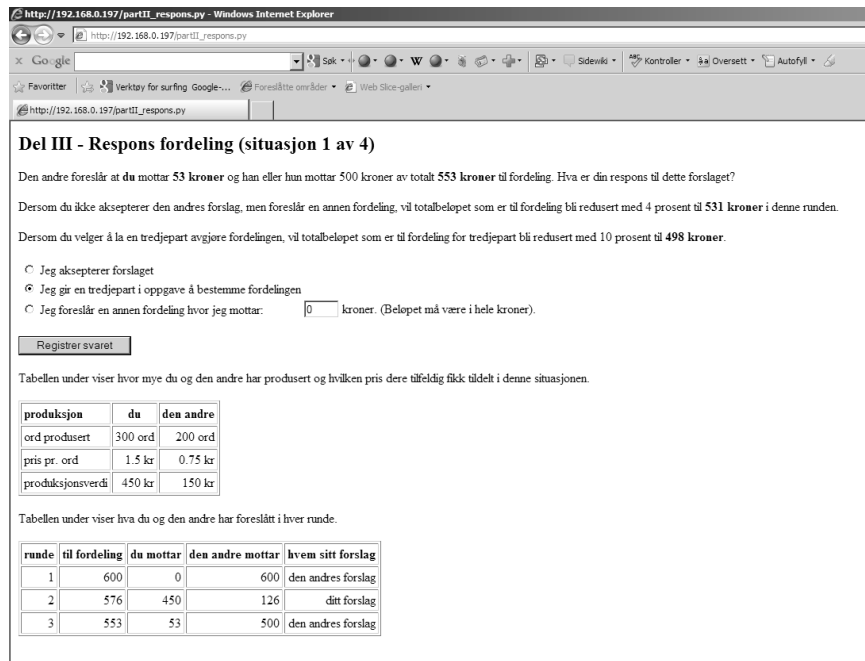 http://192.168.0.197/partII_respons.py - Windows Internet Explorer
http://192.168.0.197/partII_respons.py
x Google Søk W Sidewiki Kontroller Oversett Autofyll
Favoritter Verktøy for surfing Google-... Foreslåtte områder Web Slice-galleri
http://192.168.0.197/partII_respons.py
Del III - Respons fordeling (situasjon 1 av 4)
Den andre foreslår at du mottar 53 kroner og han eller hun mottar 500 kroner av totalt 553 kroner til fordeling. Hva er din respons til dette forslaget?
Dersom du ikke aksepterer den andres forslag, men foreslår en annen fordeling, vil totalbeløpet som er til fordeling bli redusert med 4 prosent til 531 kroner i denne runden.
Dersom du velger å la en tredjepart avgjøre fordelingen, vil totalbeløpet som er til fordeling for tredjepart bli redusert med 10 prosent til 498 kroner.
Jeg aksepterer forslaget
Jeg gir en tredjepart i oppgave å bestemme fordelingen
Jeg foreslår en annen fordeling hvor jeg mottar: 0 kroner. (Beløpet må være i hele kroner).
Registrer svaret
Tabellen under viser hvor mye du og den andre har produsert og hvilken pris dere tilfeldig fikk tildelt i denne situasjonen.
produksjon du den andre
ord produsert 300 ord 200 ord
pris pr. ord 1.5 kr 0.75 kr
produksjonsverdi 450 kr 150 kr
Tabellen under viser hva du og den andre har foreslått i hver runde.
runde til fordeling du mottar den andre mottar hvem sitt forslag
1 600 0 600 den andres forslag
2 576 450 126 ditt forslag
3 553 53 500 den andres forslag